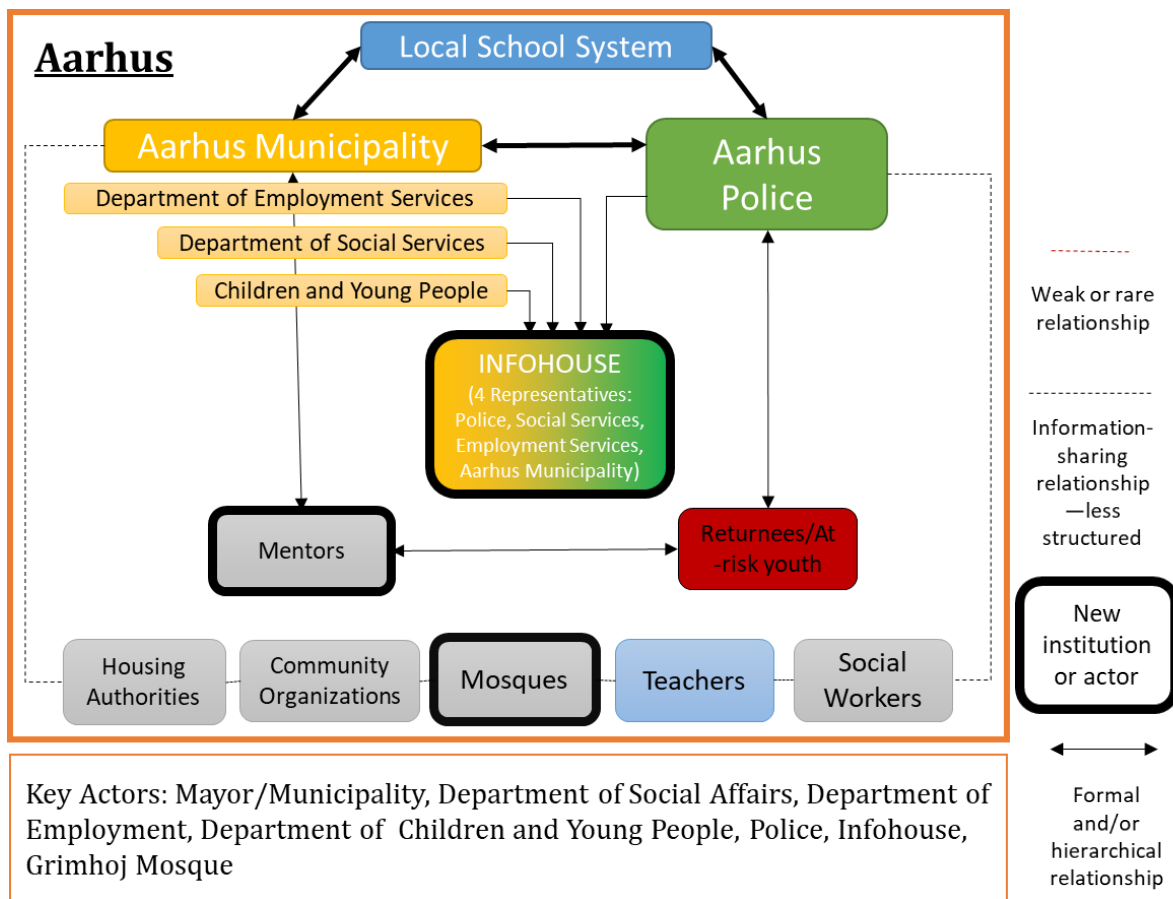 Aarhus
Local School System
Aarhus Municipality
Aarhus
Police
Department of Employment Services
Department of Social Services
Children and Young People
INFOHOUSE
(4 Representatives:
Police, Social Services,
Employment Services,
Aarhus Municipality)
Mentors
Returnees/At
-risk youth
Housing
Authorities
Community
Organizations
Mosques
Teachers
Social
Workers
Weak or rare
relationship
Information-
sharing
relationship
—less
structured
New
institution
or actor
Formal
and/or
hierarchical
relationship
Key Actors: Mayor/Municipality, Department of Social Affairs, Department of
Employment, Department of Children and Young People, Police, Infohouse,
Grimhoj Mosque